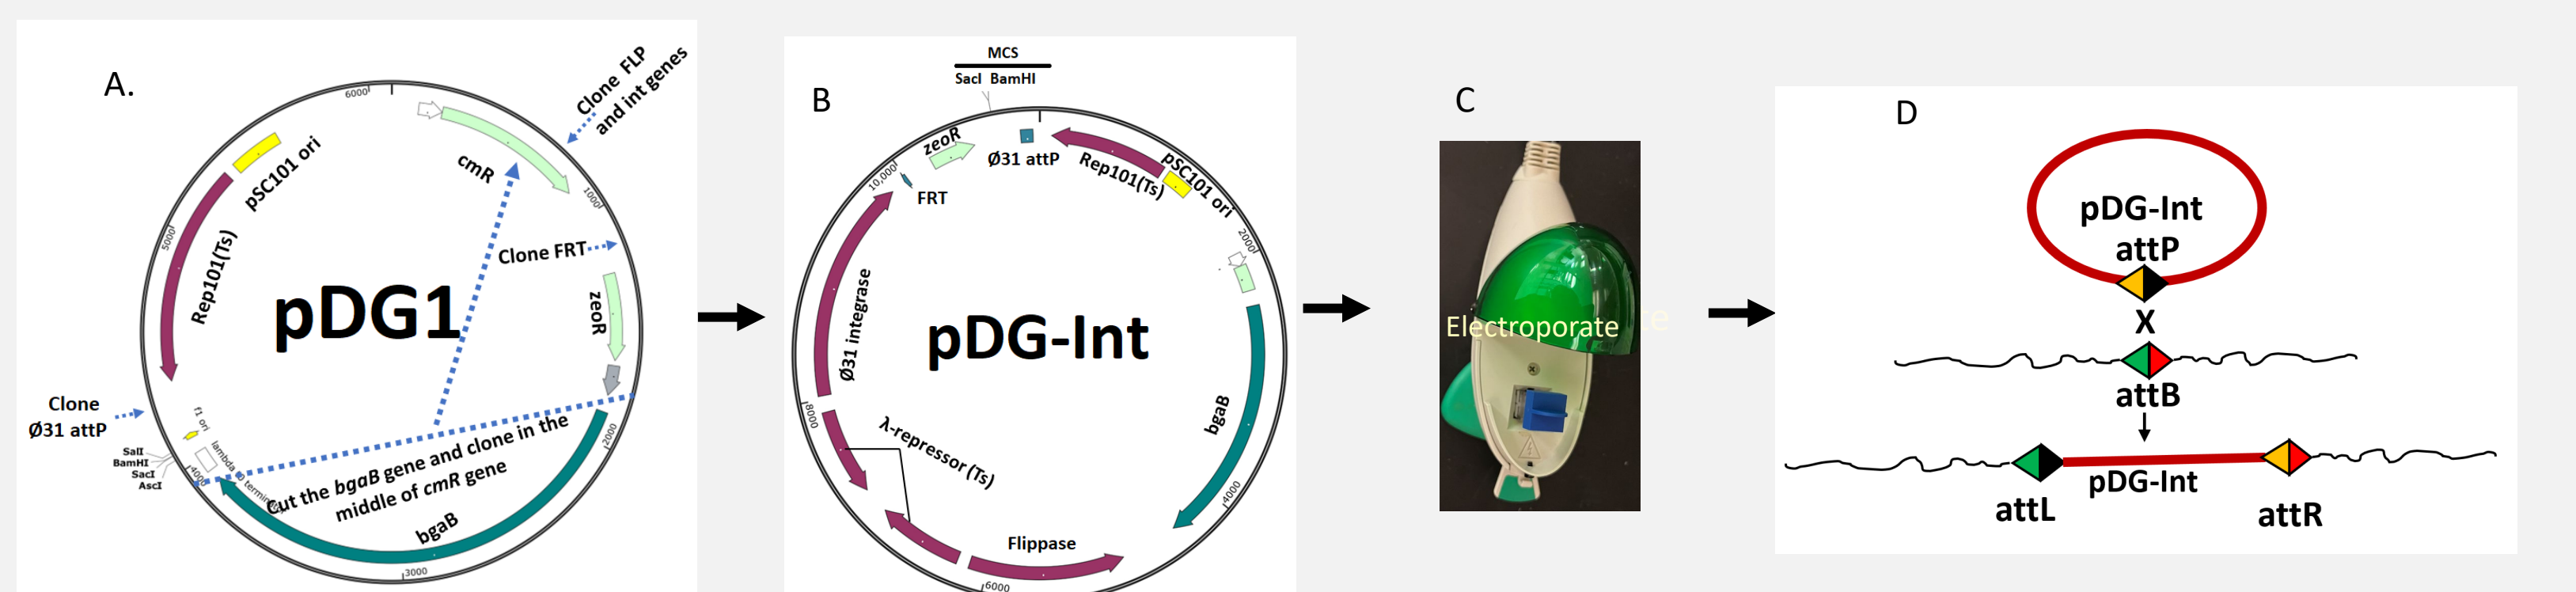 A.
6000
Clone FLP
and int genes
pSC101 ori
cmR
1000
Rep101(Ts)
5000
Clone FRT
pDG1
zeoR
Clone
Ø31 attP
f1 ori
SalI
BamHI
SacI
AscI
4000
lambda t0 terminator
Cut the bgaB gene and clone in the
middle of cmR gene
2000
bgaB
3000
B
MCS
SacI BamHI
zeoR
Ø31 attP
Rep101(Ts)
pSC101 ori
10,000
FRT
2000
Ø31 integrase
pDG-Int
bgaB
8000
λ-repressor (Ts)
4000
Flippase
6000
C
Electroporate
D
pDG-Int
attP
X
attB
pDG-Int
attL
attR